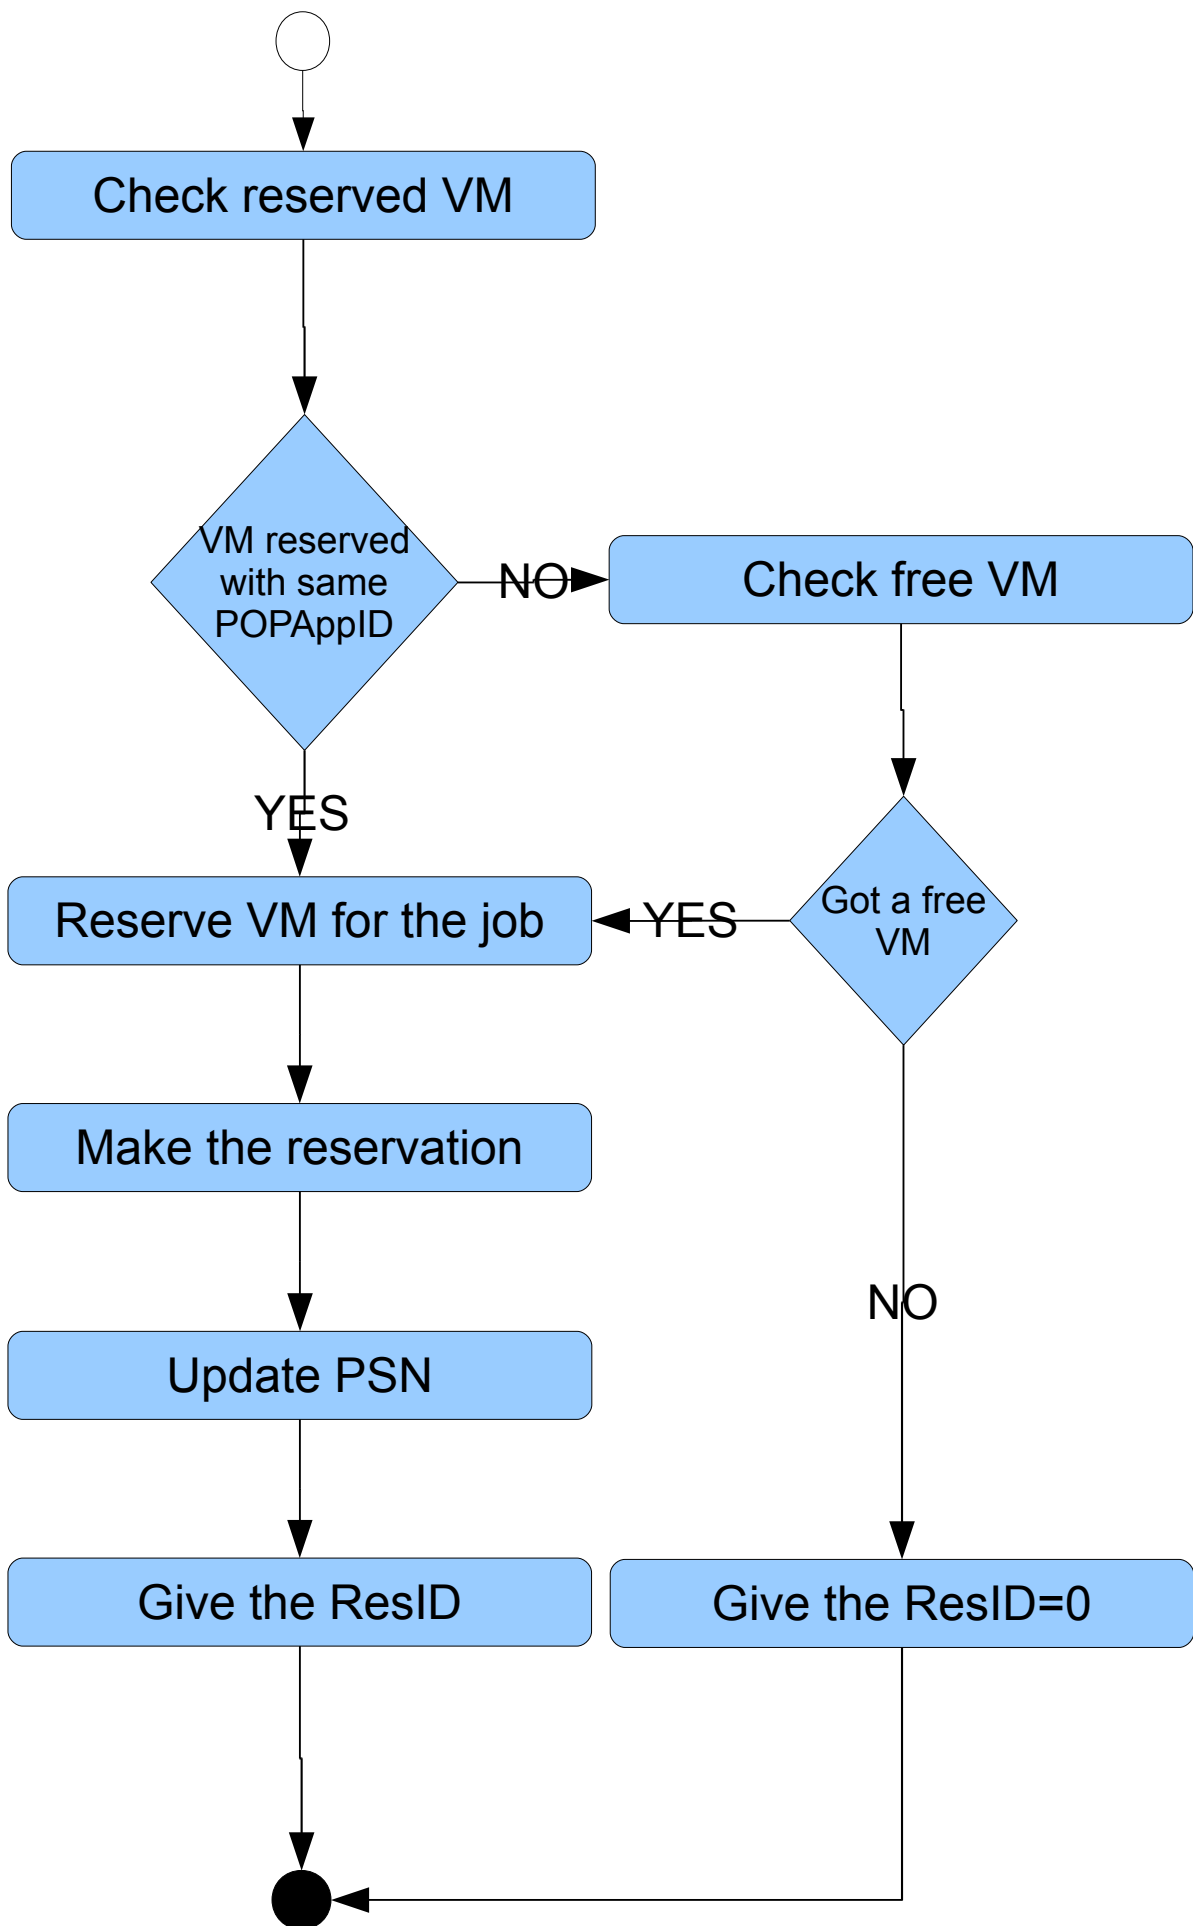 Check reserved VM
VM reserved
with same
POPAppID
NO
Check free VM
YES
Reserve VM for the job
YES
Got a free
VM
Make the reservation
NO
Update PSN
Give the ResID
Give the ResID=0